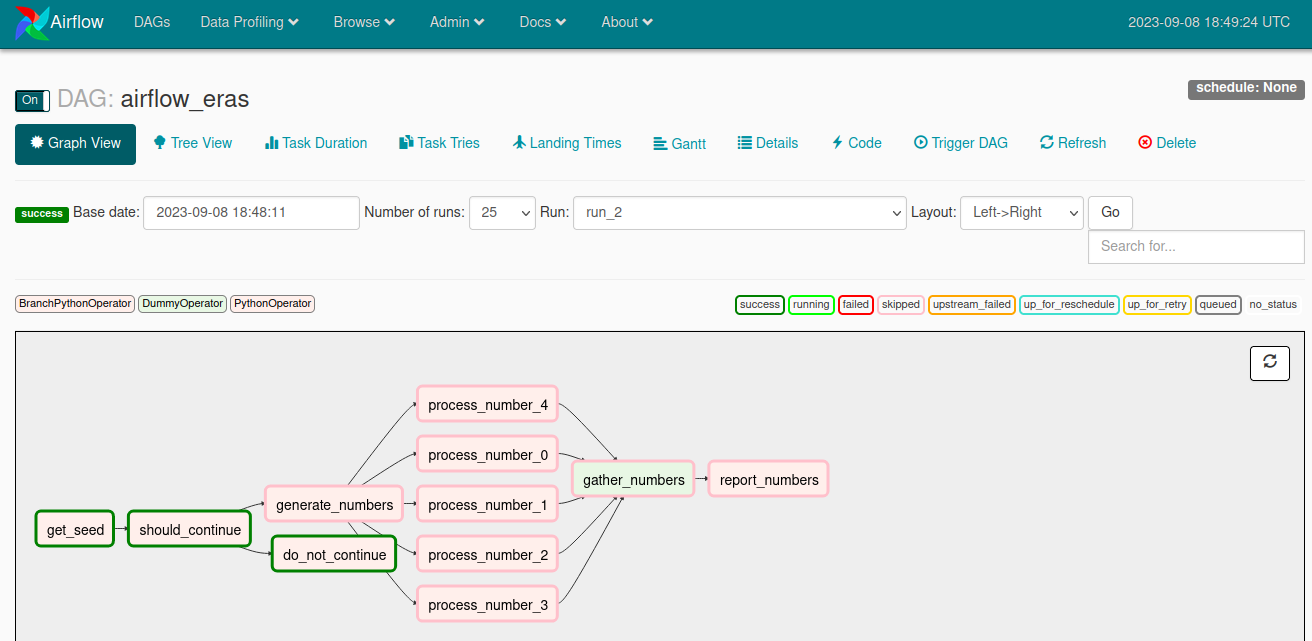 Airflow DAGs Data Profiling Browse Admin Docs About 2023-09-08 18:49:24 UTC
On DAG: airflow_eras schedule: None
Graph View Tree View Task Duration Task Tries Landing Times Gantt Details Code Trigger DAG Refresh Delete
success Base date: 2023-09-08 18:48:11 Number of runs: 25 Run: run_2 Layout: Left->Right Go
Search for...
BranchPythonOperator DummyOperator PythonOperator success running failed skipped upstream_failed up_for_reschedule up_for_retry queued no_status
process_number_4
process_number_0
gather_numbers report_numbers
generate_numbers process_number_1
get_seed should_continue
do_not_continue process_number_2
process_number_3